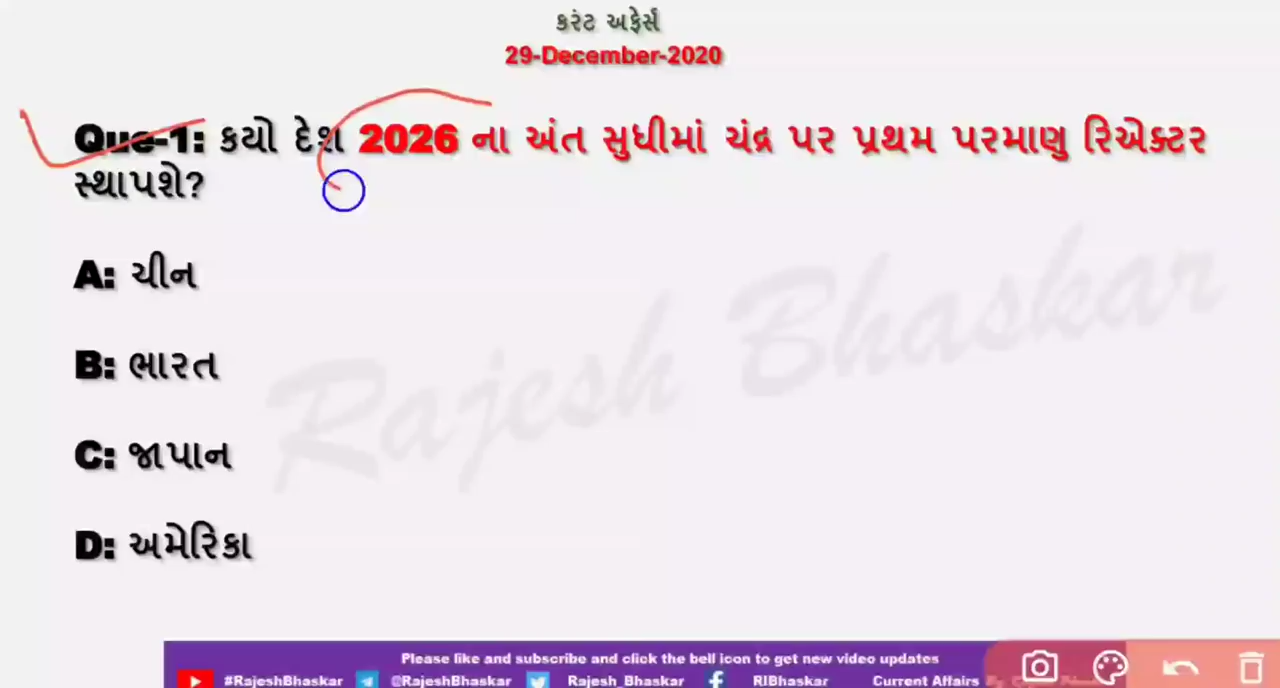 કરંટ અફેર્સ
29-December-2020
Que-1: કયો દેશ 2026 ના અંત સુધીમાં ચંદ્ર પર પ્રથમ પરમાણુ રિએક્ટર
સ્થાપશે?
A: ચીન
B: ભારત
C: જાપાન
D: અમેરિકા
Rajesh Bhaskar
Please like and subscribe and click the bell icon to get new video updates
#RajeshBhaskar @RajeshBhaskar Rajesh_Bhaskar RIBhaskar Current Affairs